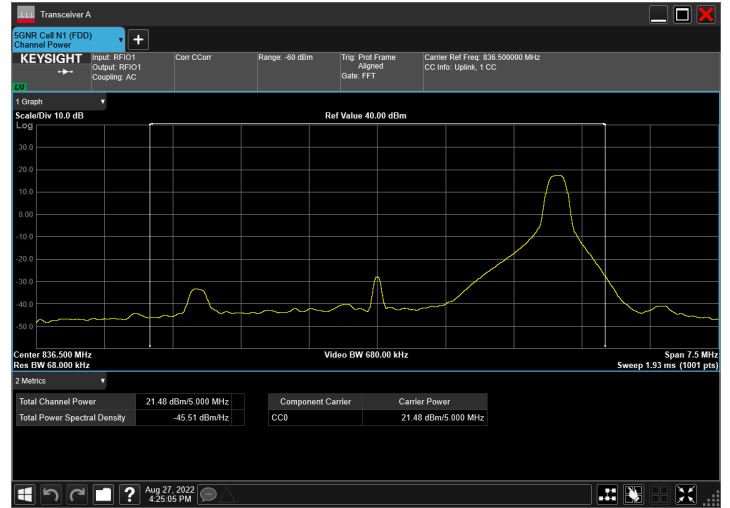 Transceiver A
5GNR Cell N1 (FDD)
Channel Power
KEYSIGHT
LXI
Input: RFIO1
Output: RFIO1
Coupling: AC
Corr CCorr
Range: -60 dBm
Trig: Prot Frame
Aligned
Gate: FFT
Carrier Ref Freq: 836.500000 MHz
CC Info: Uplink, 1 CC
1 Graph
Scale/Div 10.0 dB
Ref Value 40.00 dBm
Log
30.0
20.0
10.0
0.00
-10.0
-20.0
-30.0
-40.0
-50.0
Center 836.500 MHz
Video BW 680.00 kHz
Span 7.5 MHz
Res BW 68.000 kHz
Sweep 1.93 ms (1001 pts)
2 Metrics
Total Channel Power 21.48 dBm/5.000 MHz
Total Power Spectral Density -45.51 dBm/Hz
Component Carrier Carrier Power
CC0 21.48 dBm/5.000 MHz
Aug 27, 2022
4:25:05 PM